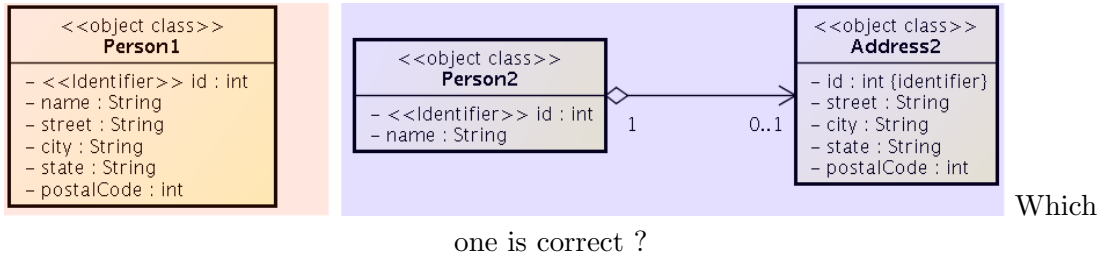 <<object class>>
Person1
– <<Identifier>> id : int
– name : String
– street : String
– city : String
– state : String
– postalCode : int
<<object class>>
Person2
– <<Identifier>> id : int
– name : String
1
0..1
<<object class>>
Address2
– id : int {identifier}
– street : String
– city : String
– state : String
– postalCode : int
Which
one is correct ?